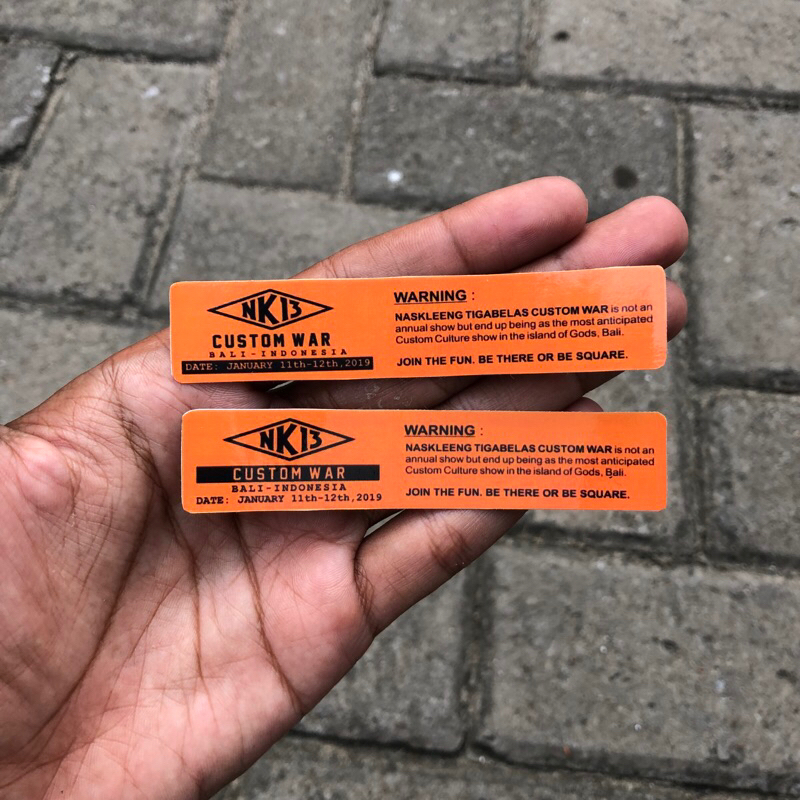 NK13
CUSTOM WAR
BALI-INDONESIA
DATE: JANUARY 11th-12th,2019
WARNING :
NASKLEENG TIGABELAS CUSTOM WAR is not an
annual show but end up being as the most anticipated
Custom Culture show in the island of Gods, Bali.
JOIN THE FUN. BE THERE OR BE SQUARE.
NK13
CUSTOM WAR
BALI-INDONESIA
DATE: JANUARY 11th-12th,2019
WARNING :
NASKLEENG TIGABELAS CUSTOM WAR is not an
annual show but end up being as the most anticipated
Custom Culture show in the island of Gods, Bali.
JOIN THE FUN. BE THERE OR BE SQUARE.